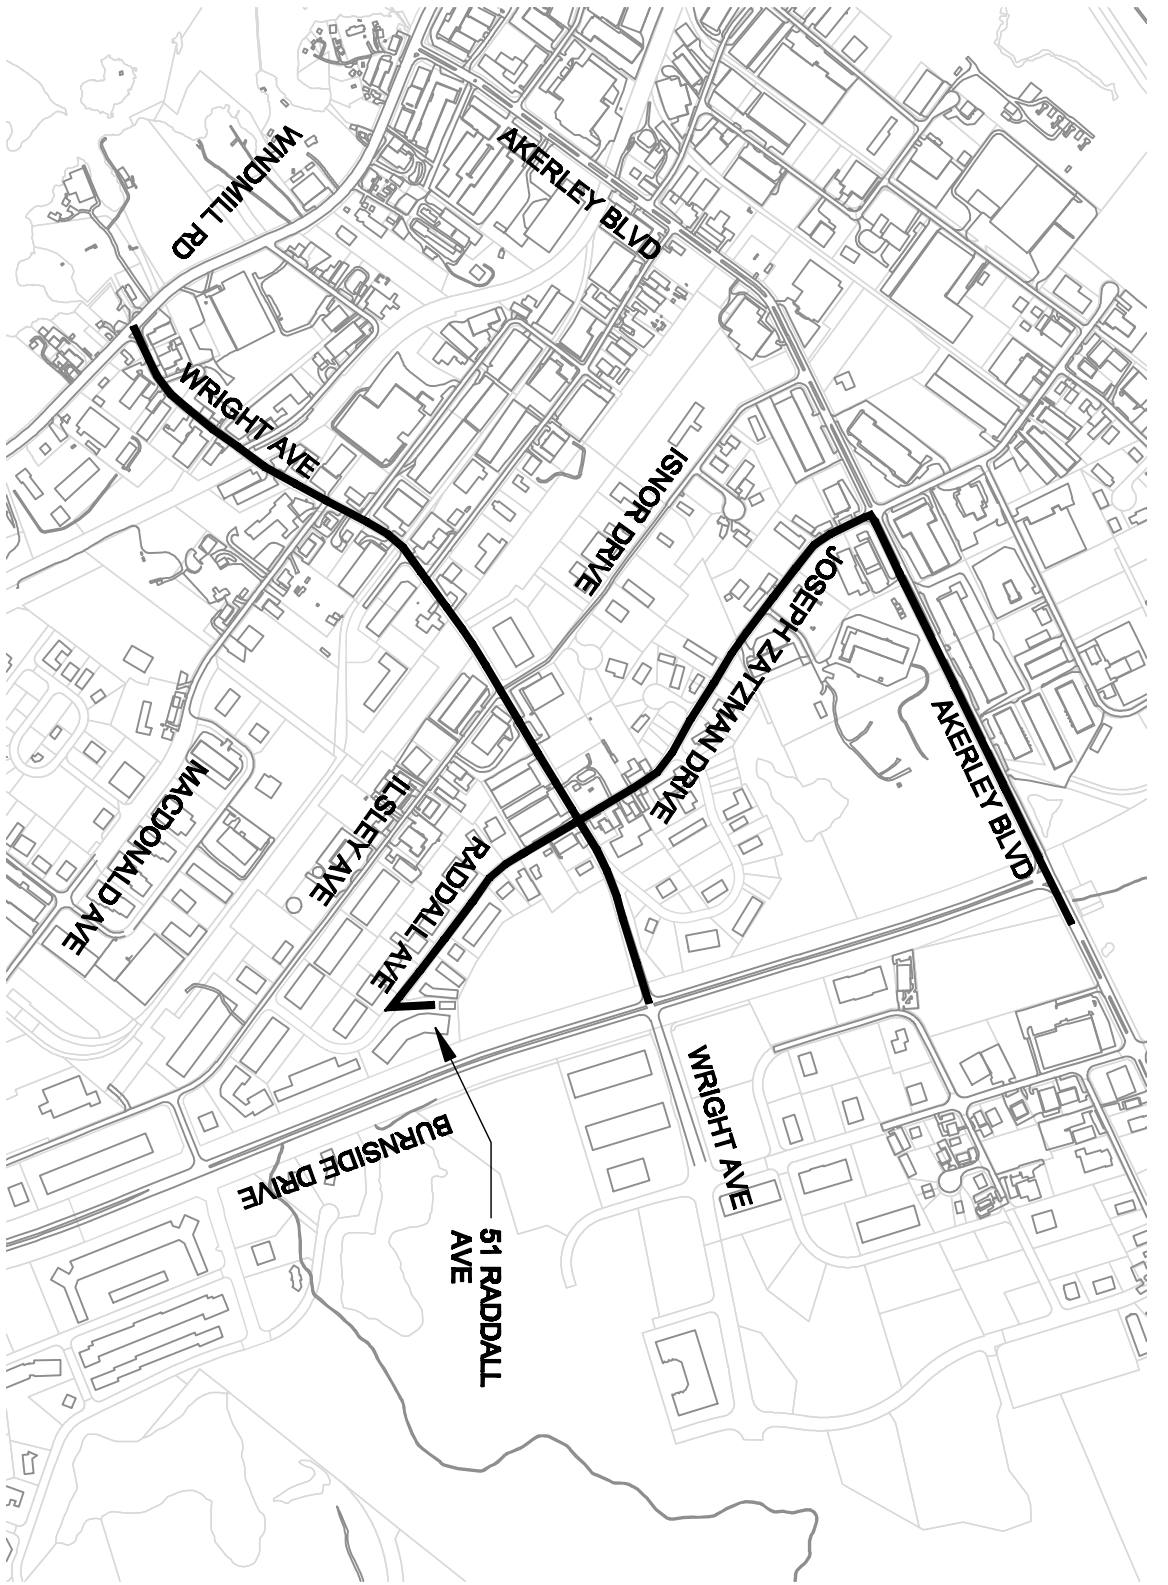 WINDMILL RD
AKERLEY BLVD
WRIGHT AVE
ISNOR DRIVE
JOSEPH ZATZMAN DRIVE
AKERLEY BLVD
MACDONALD AVE
ILSLEY AVE
RADDALL AVE
WRIGHT AVE
BURNSIDE DRIVE
51 RADDALL
AVE